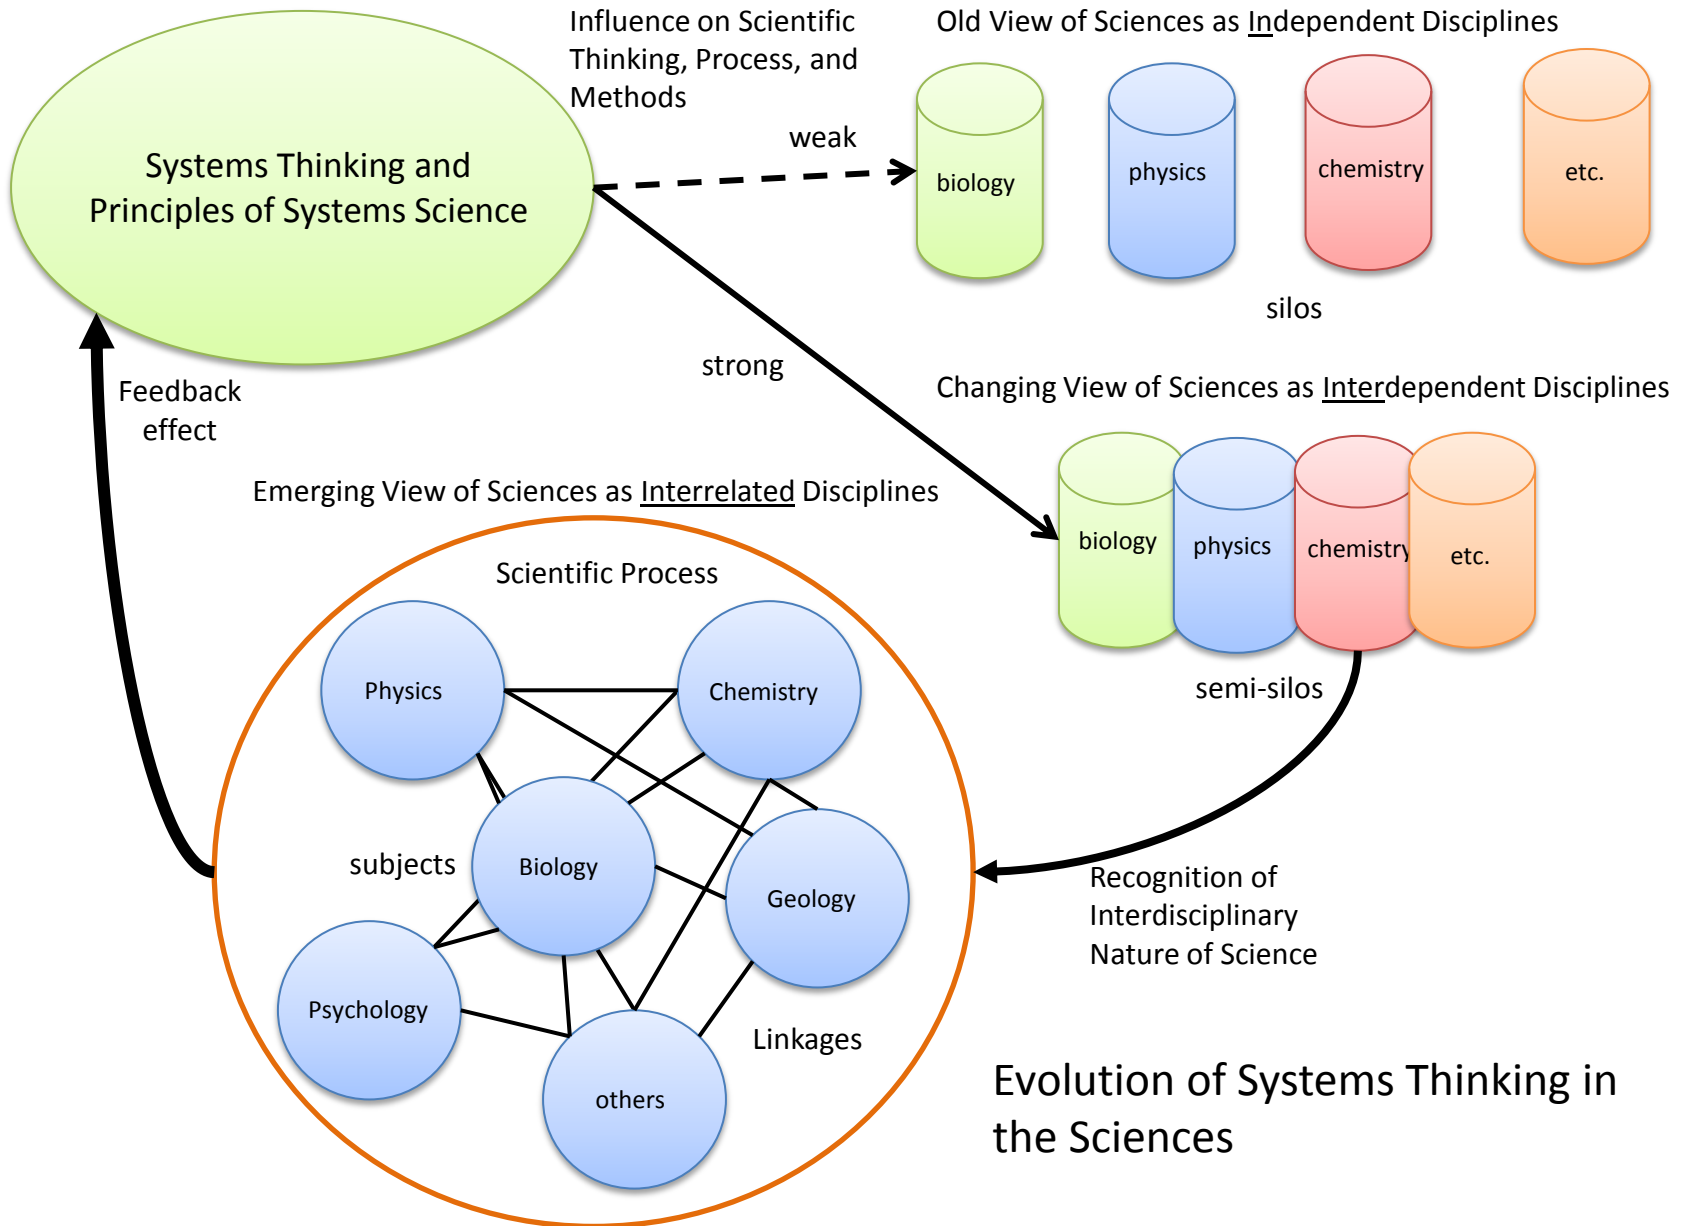 Influence on Scientific
Thinking, Process, and
Methods
Old View of Sciences as Independent Disciplines
weak
biology
physics
chemistry
etc.
silos
Systems Thinking and
Principles of Systems Science
strong
Feedback
effect
Changing View of Sciences as Interdependent Disciplines
biology
physics
chemistry
etc.
semi-silos
Emerging View of Sciences as Interrelated Disciplines
Scientific Process
Physics
Chemistry
subjects
Biology
Geology
Psychology
Linkages
others
Recognition of
Interdisciplinary
Nature of Science
Evolution of Systems Thinking in
the Sciences